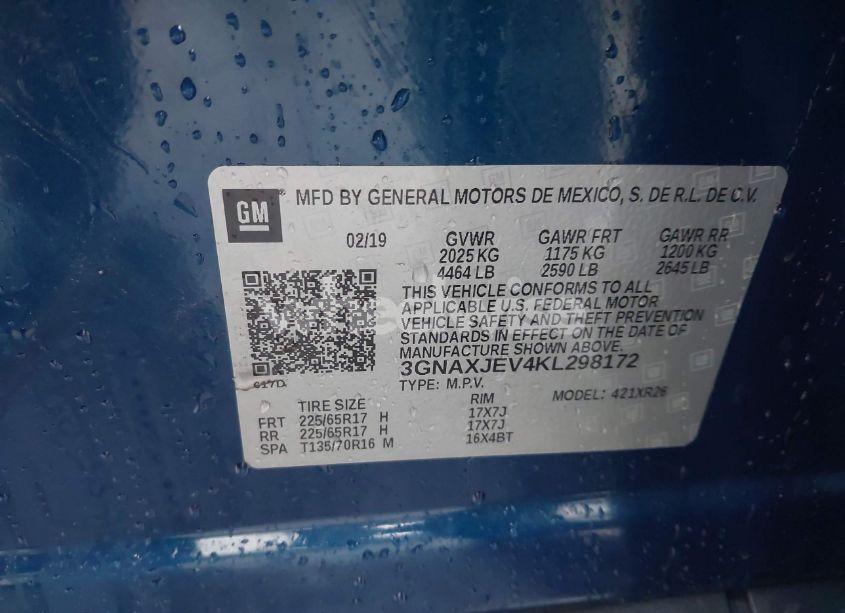 GM
MFD BY GENERAL MOTORS DE MEXICO, S. DE R.L. DE C.V.
02/19 GVWR GAWR FRT GAWR RR
2025 KG 1175 KG 1200 KG
4464 LB 2590 LB 2645 LB
THIS VEHICLE CONFORMS TO ALL
APPLICABLE U.S. FEDERAL MOTOR
VEHICLE SAFETY AND THEFT PREVENTION
STANDARDS IN EFFECT ON THE DATE OF
MANUFACTURE SHOWN ABOVE.
3GNAXJEV4KL298172
617D
TYPE: M.P.V. MODEL: 421XR26
TIRE SIZE RIM
FRT 225/65R17 H 17X7J
RR 225/65R17 H 17X7J
SPA T135/70R16 M 16X4BT